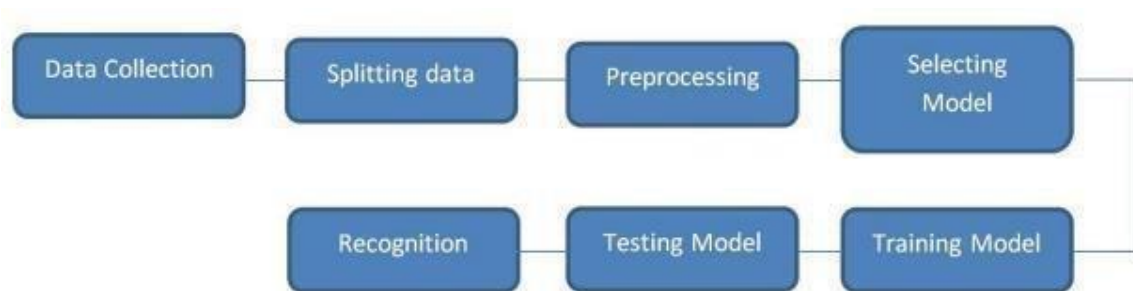 Data Collection
Splitting data
Preprocessing
Selecting
Model
Training Model
Testing Model
Recognition